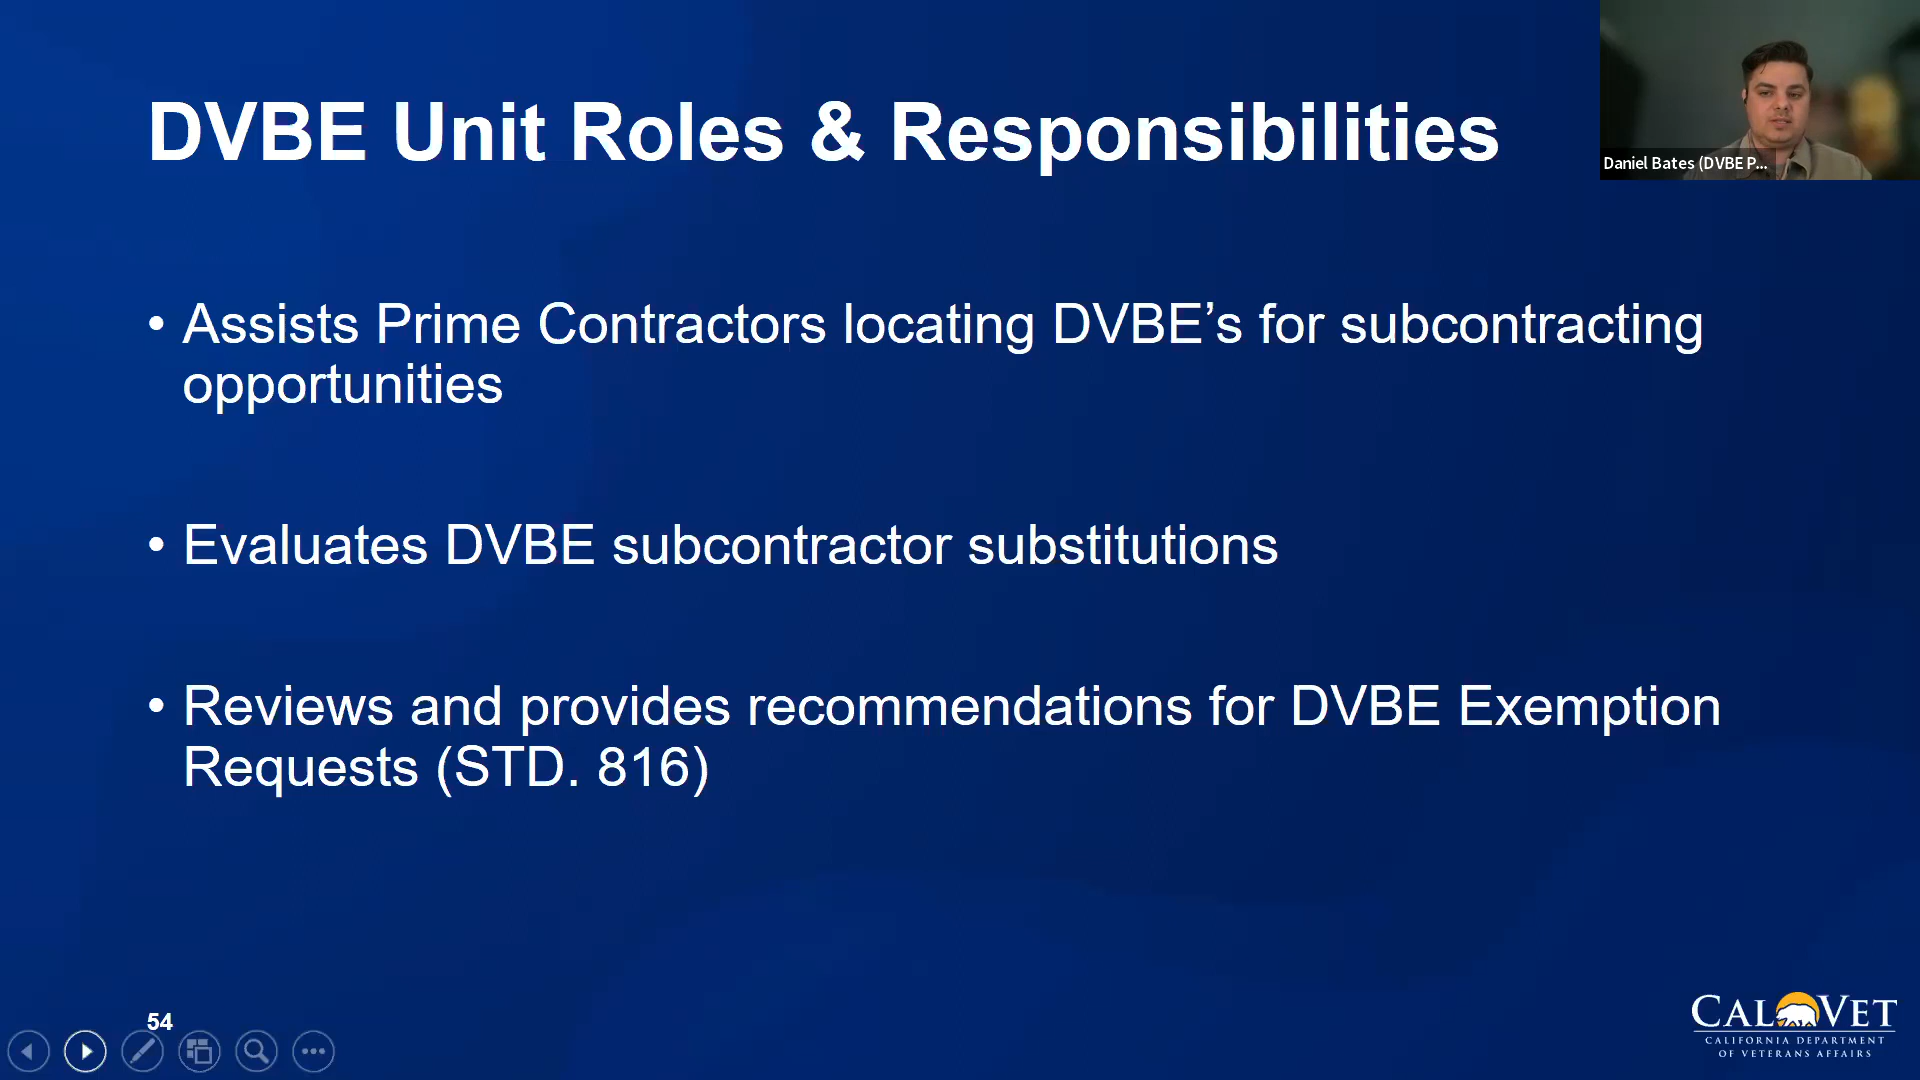 DVBE Unit Roles & Responsibilities
Daniel Bates (DVBE P...
• Assists Prime Contractors locating DVBE’s for subcontracting
opportunities
• Evaluates DVBE subcontractor substitutions
• Reviews and provides recommendations for DVBE Exemption
Requests (STD. 816)
54
CALVET
CALIFORNIA DEPARTMENT
OF VETERANS AFFAIRS